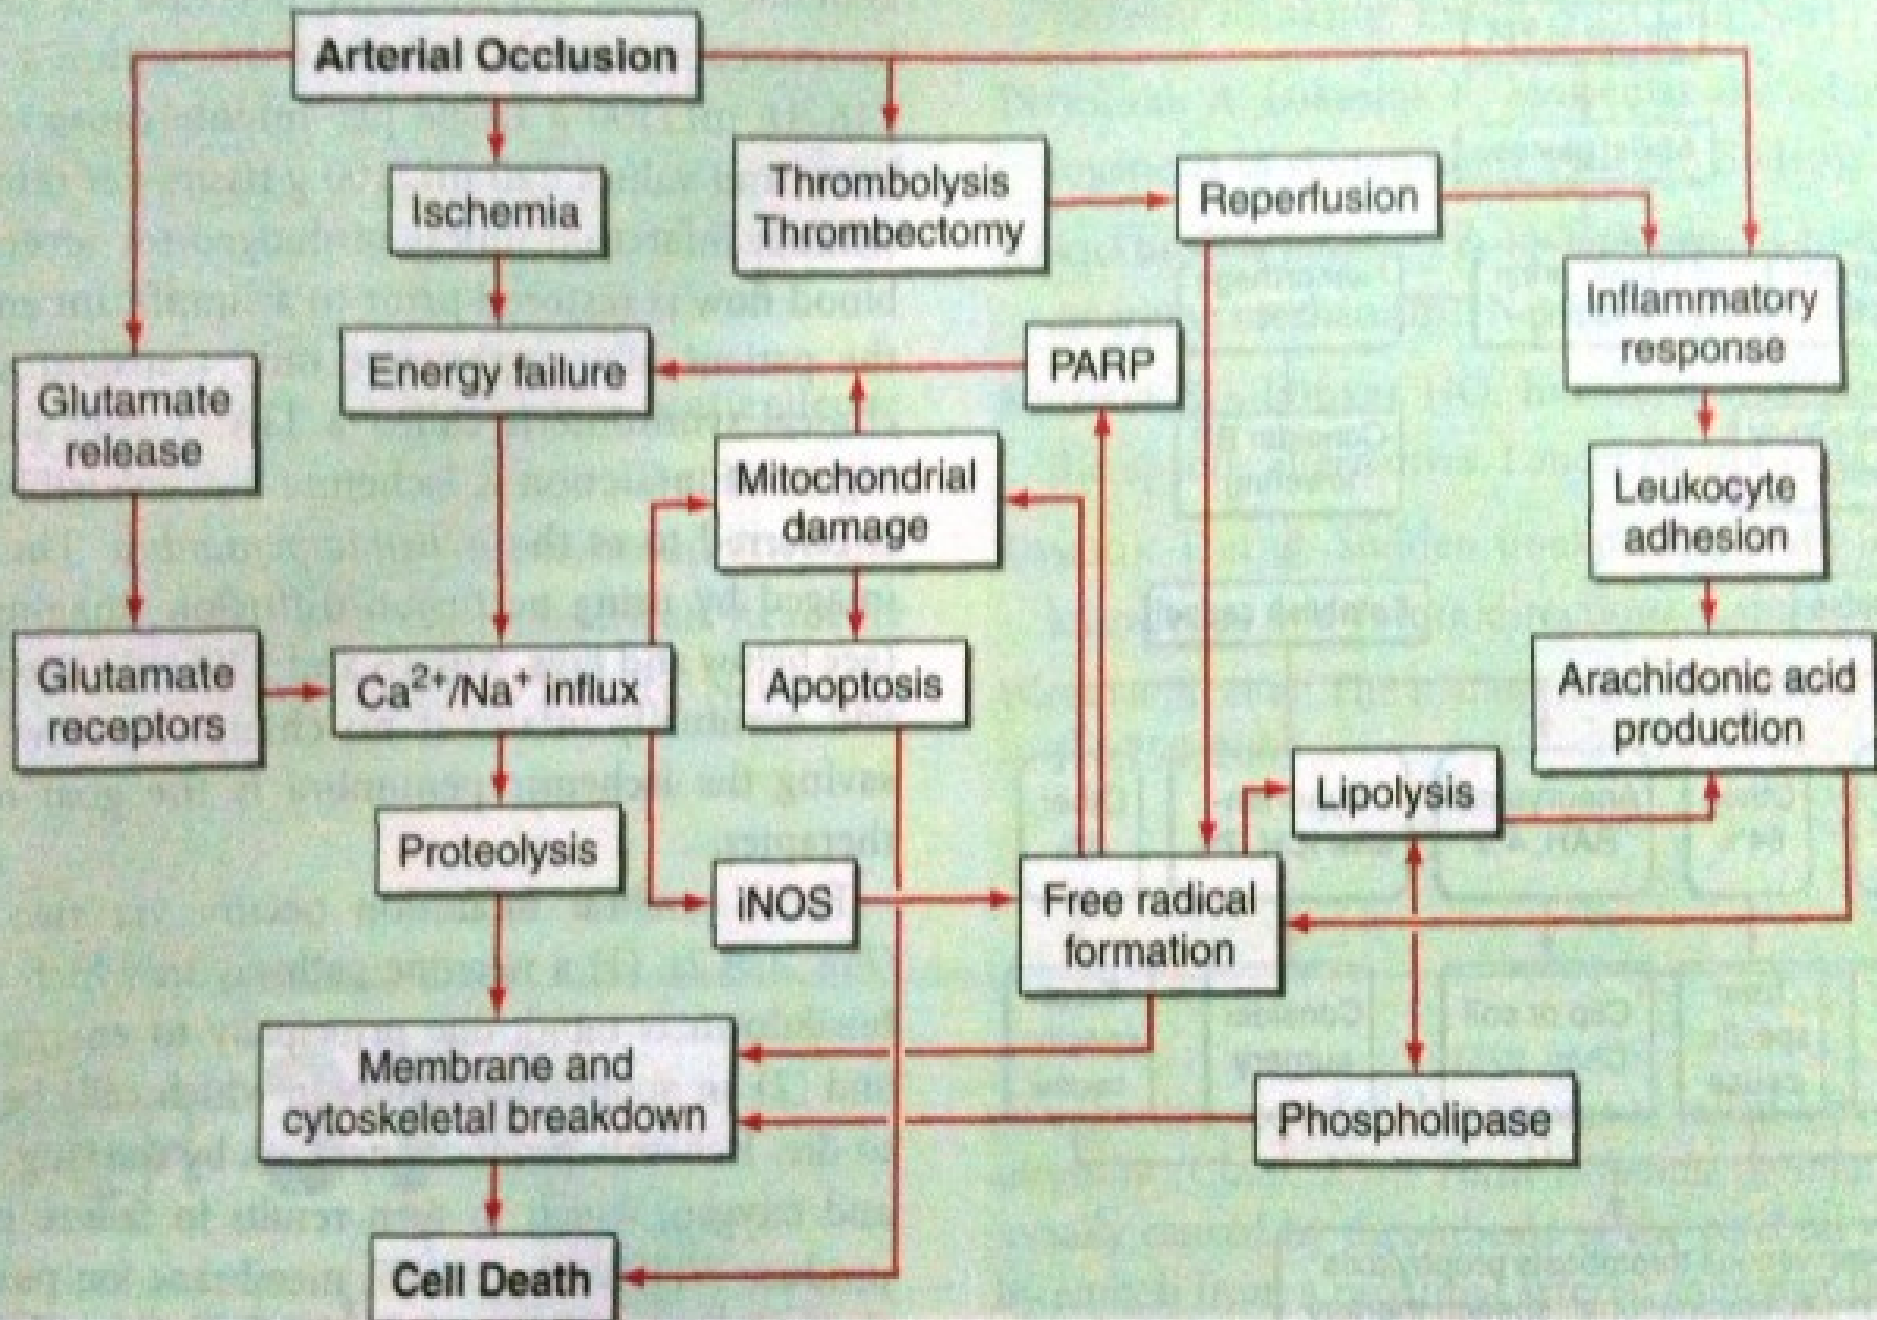 Arterial Occlusion
Ischemia
Thrombolysis
Thrombectomy
Reperfusion
Inflammatory
response
Energy failure
PARP
Glutamate
release
Mitochondrial
damage
Leukocyte
adhesion
Glutamate
receptors
Ca²⁺/Na⁺ influx
Apoptosis
Arachidonic acid
production
Lipolysis
Proteolysis
iNOS
Free radical
formation
Membrane and
cytoskeletal breakdown
Phospholipase
Cell Death